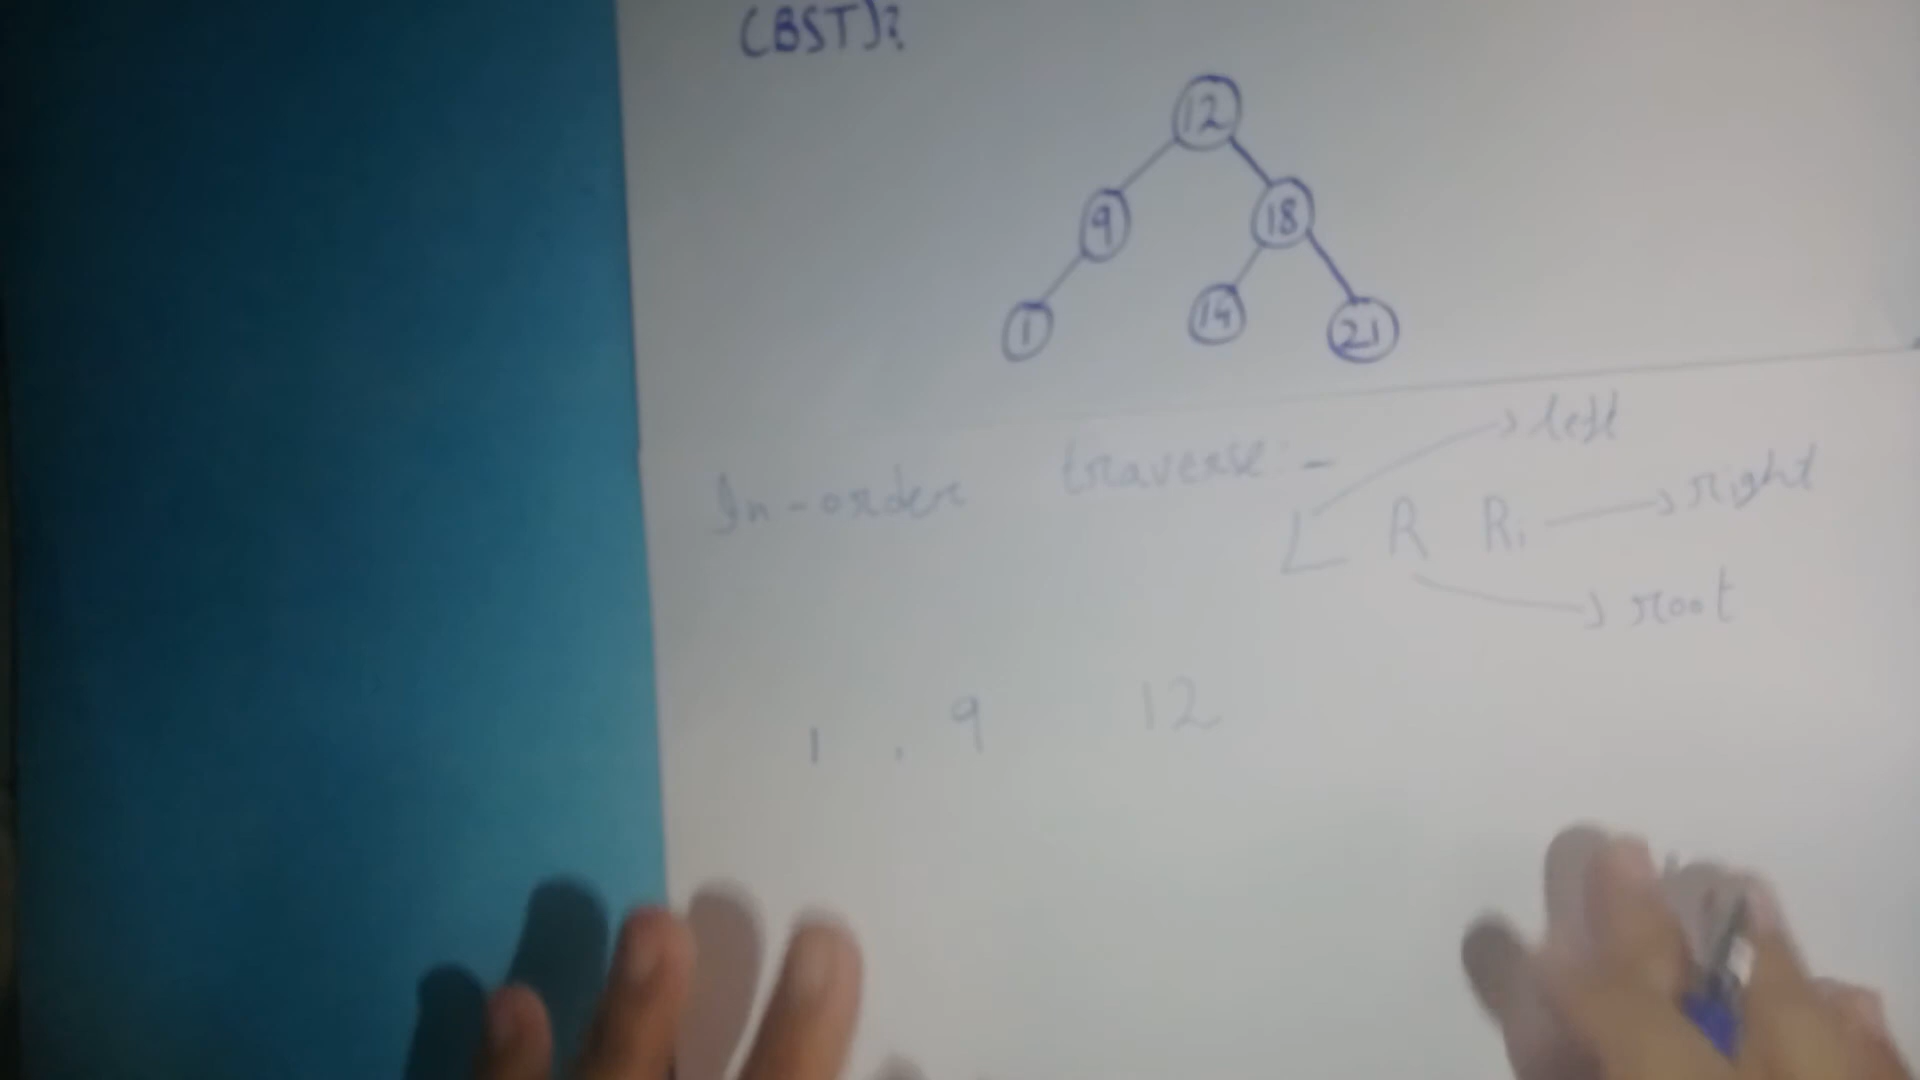 (BST)?
12
9 18
1 14 21
In-order traverse:-
left
L R R, right
root
1 , 9 12